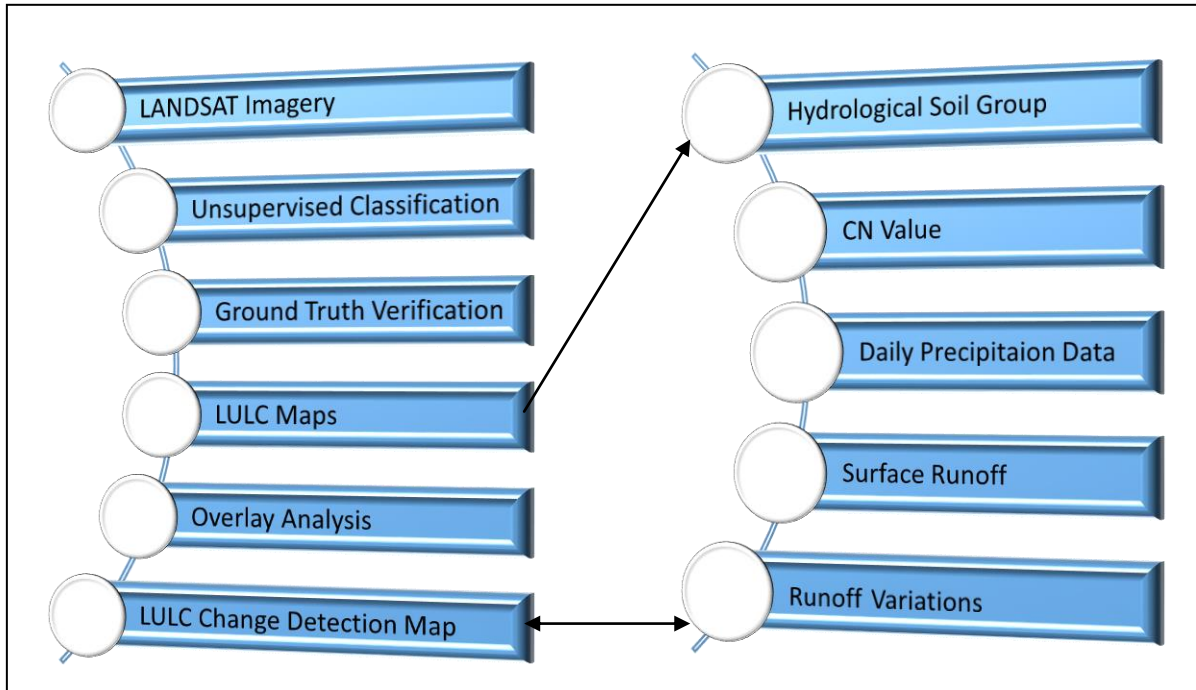 LANDSAT Imagery
Unsupervised Classification
Ground Truth Verification
LULC Maps
Overlay Analysis
LULC Change Detection Map
Hydrological Soil Group
CN Value
Daily Precipitaion Data
Surface Runoff
Runoff Variations